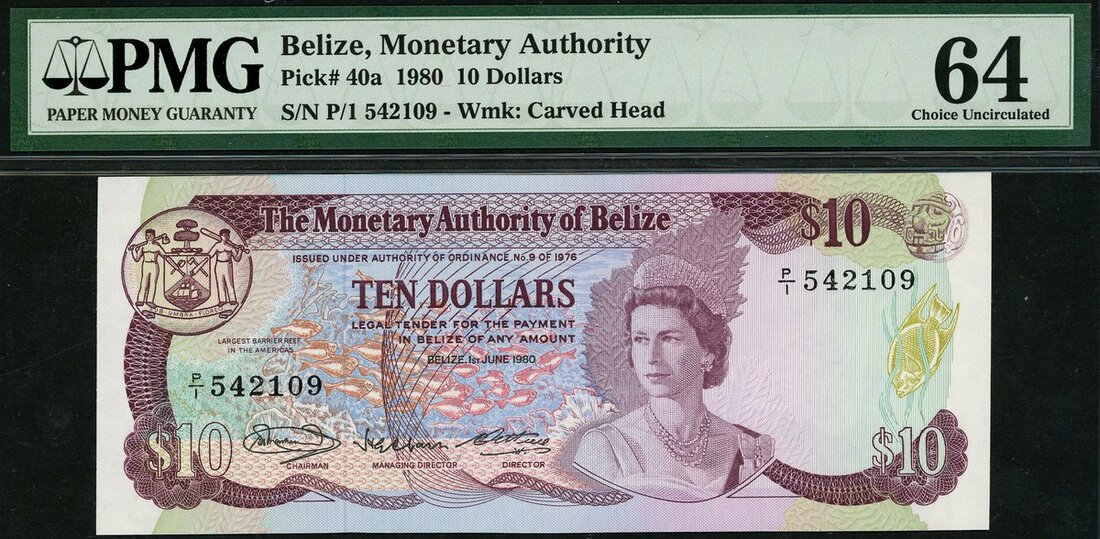 PMG
PAPER MONEY GUARANTY
Belize, Monetary Authority
Pick# 40a 1980 10 Dollars
S/N P/1 542109 - Wmk: Carved Head
64
Choice Uncirculated
The Monetary Authority of Belize
$10
ISSUED UNDER AUTHORITY OF ORDINANCE No. 9 OF 1976
P/1 542109
TEN DOLLARS
LEGAL TENDER FOR THE PAYMENT
IN BELIZE OF ANY AMOUNT
BELIZE, 1ST JUNE 1980
LARGEST BARRIER REEF
IN THE AMERICAS
P/1 542109
$10
CHAIRMAN
MANAGING DIRECTOR
DIRECTOR
$10